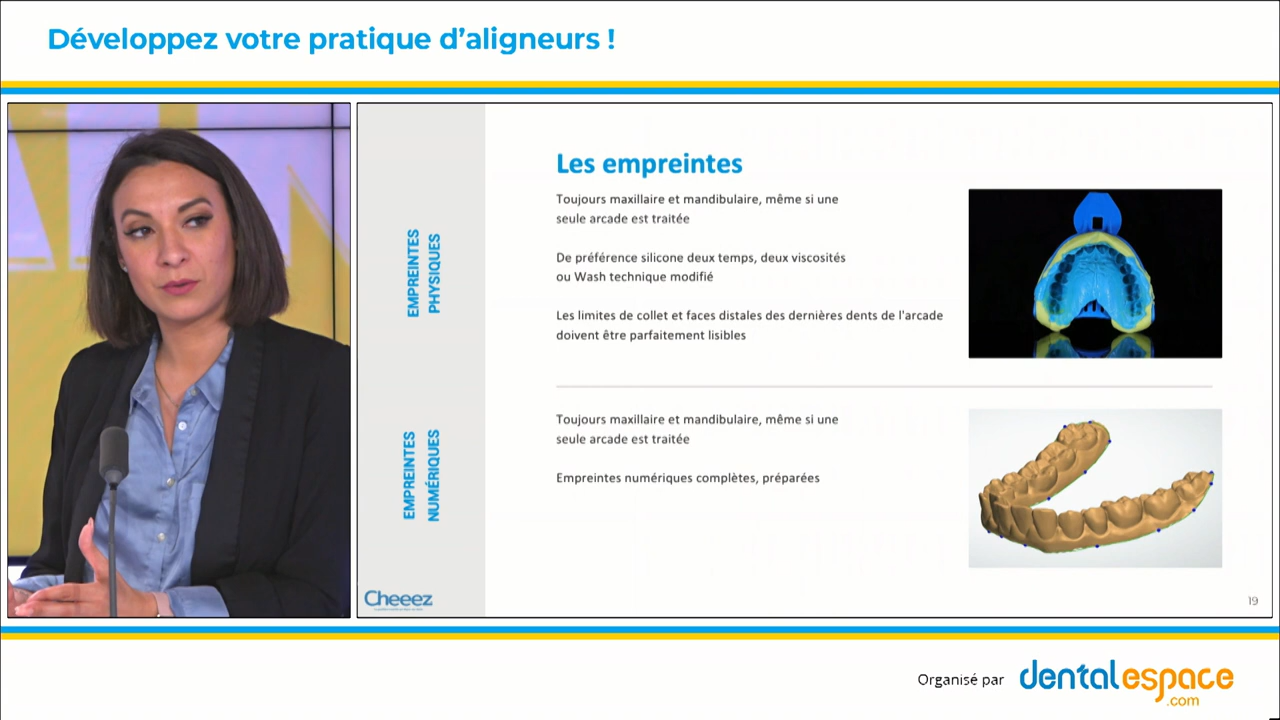 Développez votre pratique d'aligneurs !
Les empreintes
EMPREINTES
PHYSIQUES
Toujours maxillaire et mandibulaire, même si une
seule arcade est traitée
De préférence silicone deux temps, deux viscosités
ou Wash technique modifié
Les limites de collet et faces distales des dernières dents de l'arcade
doivent être parfaitement lisibles
EMPREINTES
NUMÉRIQUES
Toujours maxillaire et mandibulaire, même si une
seule arcade est traitée
Empreintes numériques complètes, préparées
Cheeez
19
Organisé par
dentalespace
.com